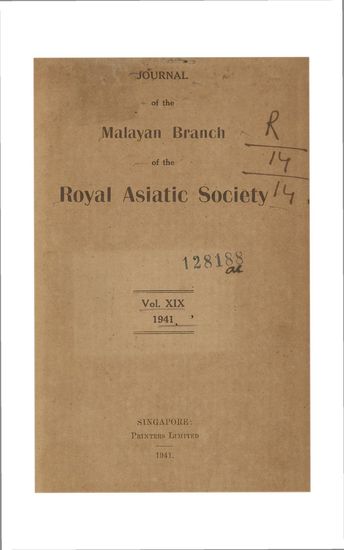 JOURNAL
of the
Malayan Branch
of the
Royal Asiatic Society
R
14
14
128188
ar
Vol. XIX
1941
SINGAPORE:
PRINTERS LIMITED
1941.